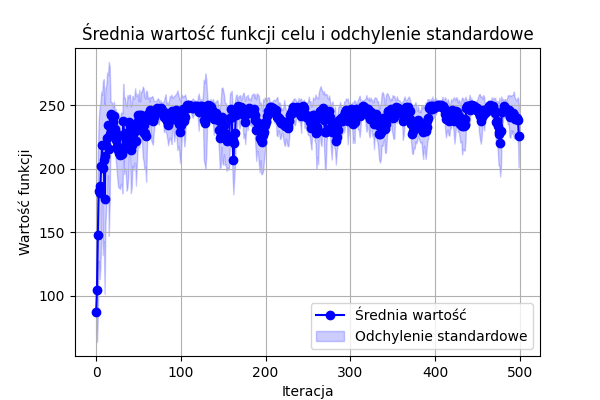 Średnia wartość funkcji celu i odchylenie standardowe
Wartość funkcji
250
200
150
100
0
100
200
300
400
500
Iteracja
Średnia wartość
Odchylenie standardowe